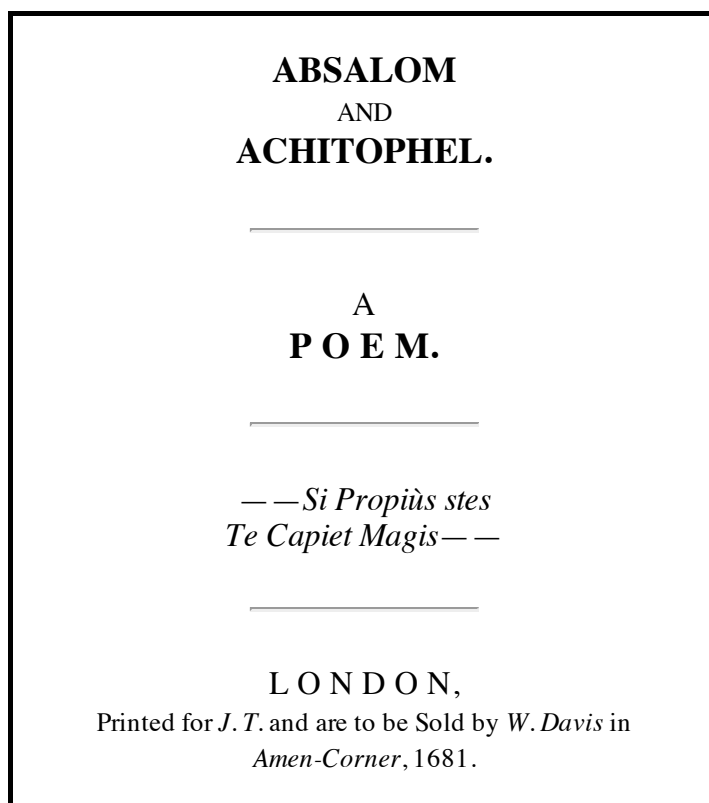 ABSALOM
AND
ACHITOPHEL.
A
P O E M.
— —Si Propiùs stes
Te Capiet Magis— —
L O N D O N,
Printed for J. T. and are to be Sold by W. Davis in
Amen-Corner, 1681.